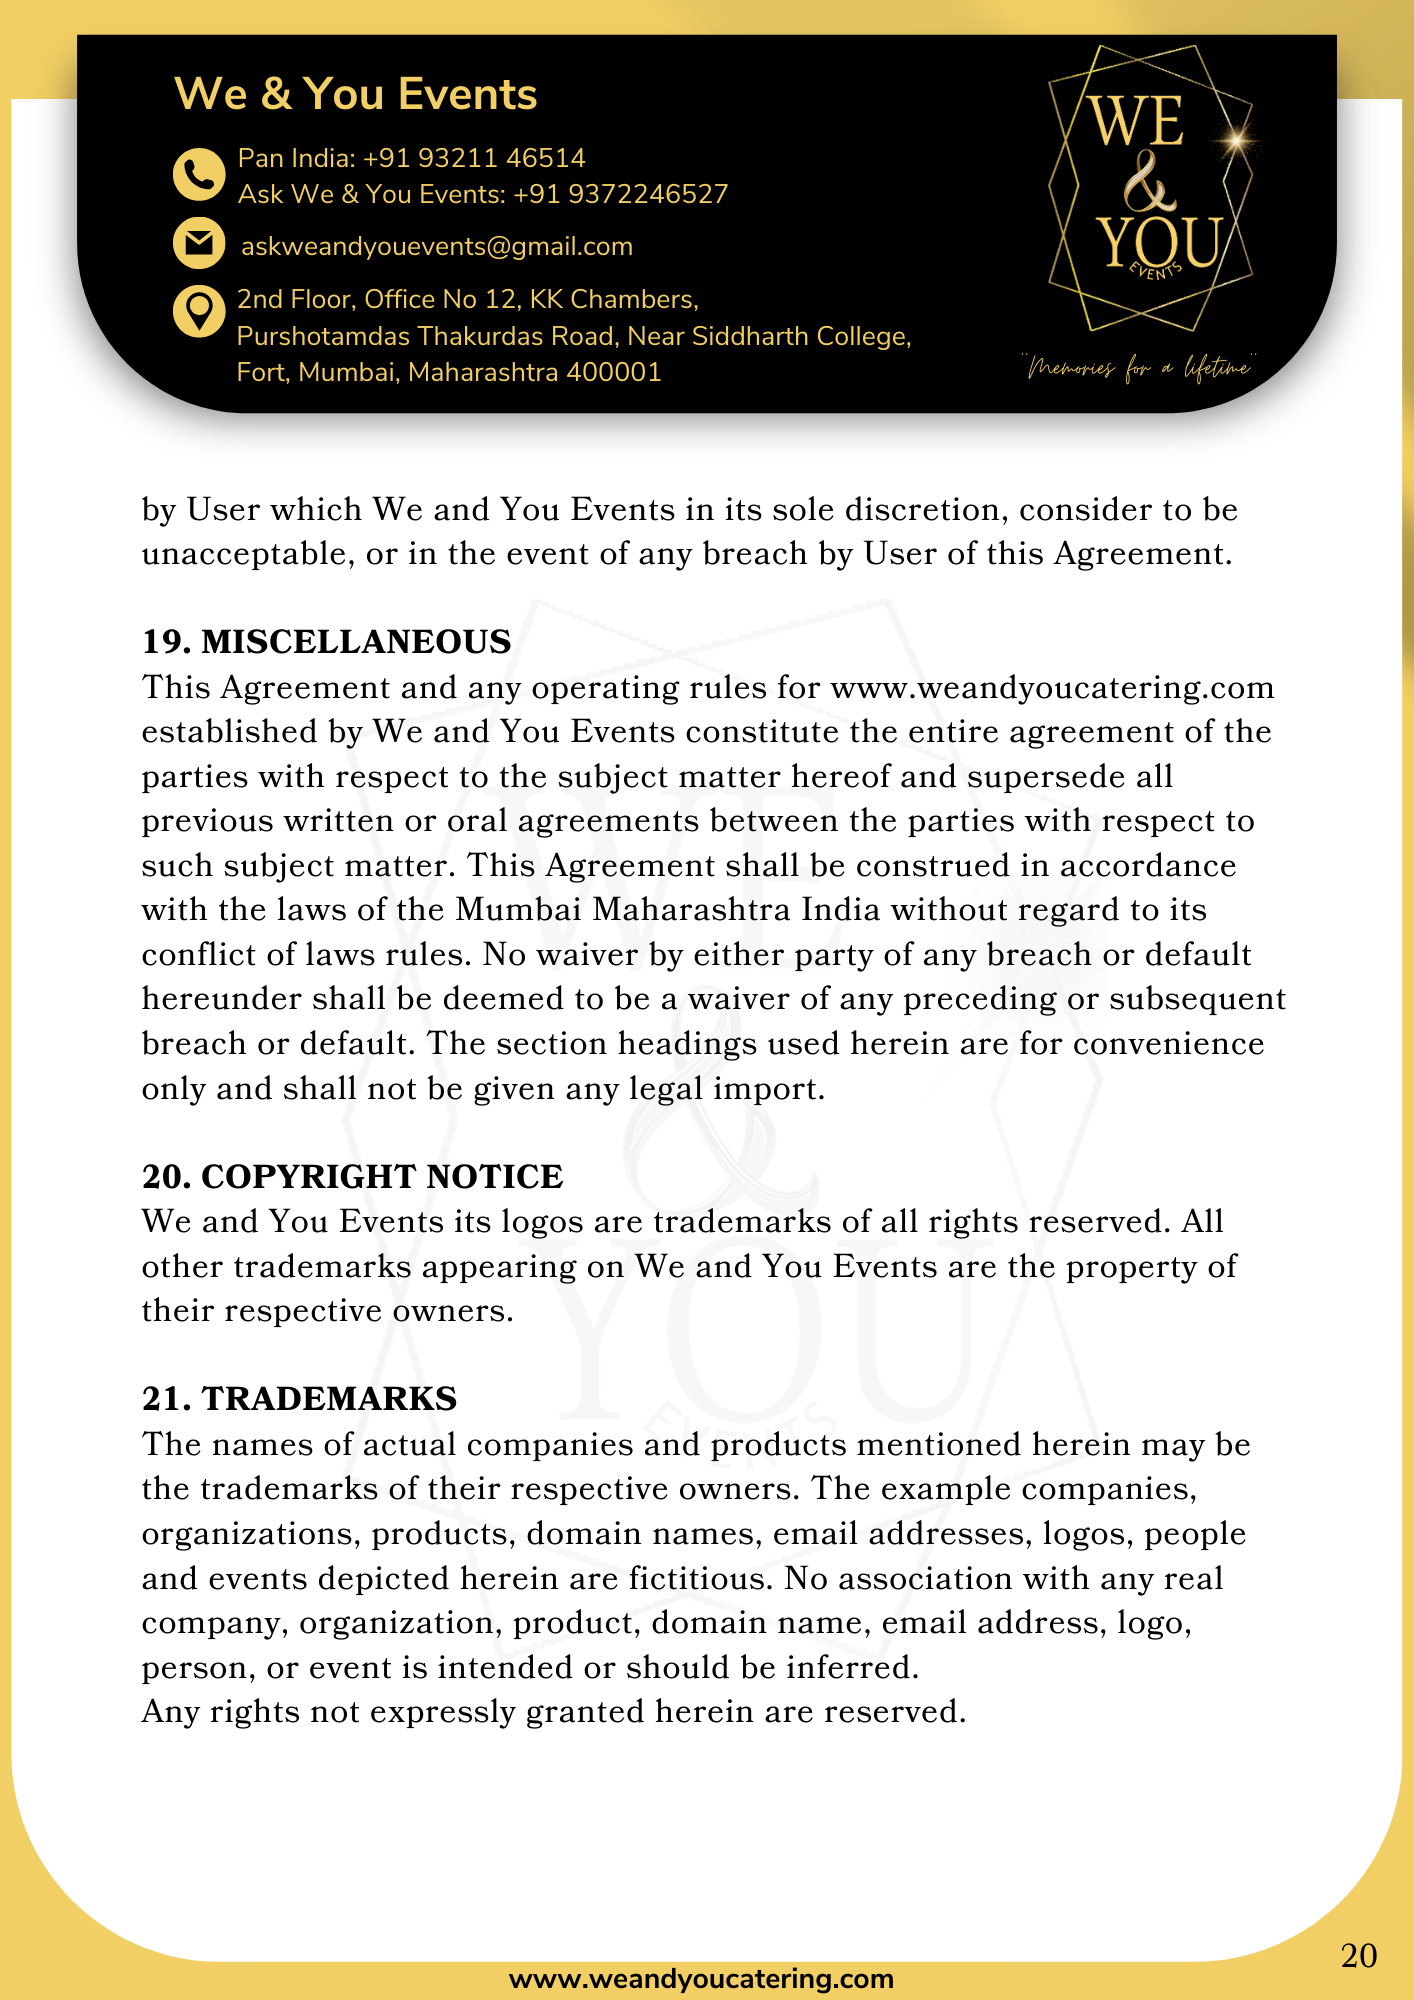 We & You Events
Pan India: +91 93211 46514
Ask We & You Events: +91 9372246527
askweandyouevents@gmail.com
2nd Floor, Office No 12, KK Chambers,
Purshotamdas Thakurdas Road, Near Siddharth College,
Fort, Mumbai, Maharashtra 400001
WE
&
YOU
EVENTS
"Memories for a lifetime"
by User which We and You Events in its sole discretion, consider to be
unacceptable, or in the event of any breach by User of this Agreement.
19. MISCELLANEOUS
This Agreement and any operating rules for www.weandyoucatering.com
established by We and You Events constitute the entire agreement of the
parties with respect to the subject matter hereof and supersede all
previous written or oral agreements between the parties with respect to
such subject matter. This Agreement shall be construed in accordance
with the laws of the Mumbai Maharashtra India without regard to its
conflict of laws rules. No waiver by either party of any breach or default
hereunder shall be deemed to be a waiver of any preceding or subsequent
breach or default. The section headings used herein are for convenience
only and shall not be given any legal import.
20. COPYRIGHT NOTICE
We and You Events its logos are trademarks of all rights reserved. All
other trademarks appearing on We and You Events are the property of
their respective owners.
21. TRADEMARKS
The names of actual companies and products mentioned herein may be
the trademarks of their respective owners. The example companies,
organizations, products, domain names, email addresses, logos, people
and events depicted herein are fictitious. No association with any real
company, organization, product, domain name, email address, logo,
person, or event is intended or should be inferred.
Any rights not expressly granted herein are reserved.
WE
&
YOU
EVENTS
20
www.weandyoucatering.com